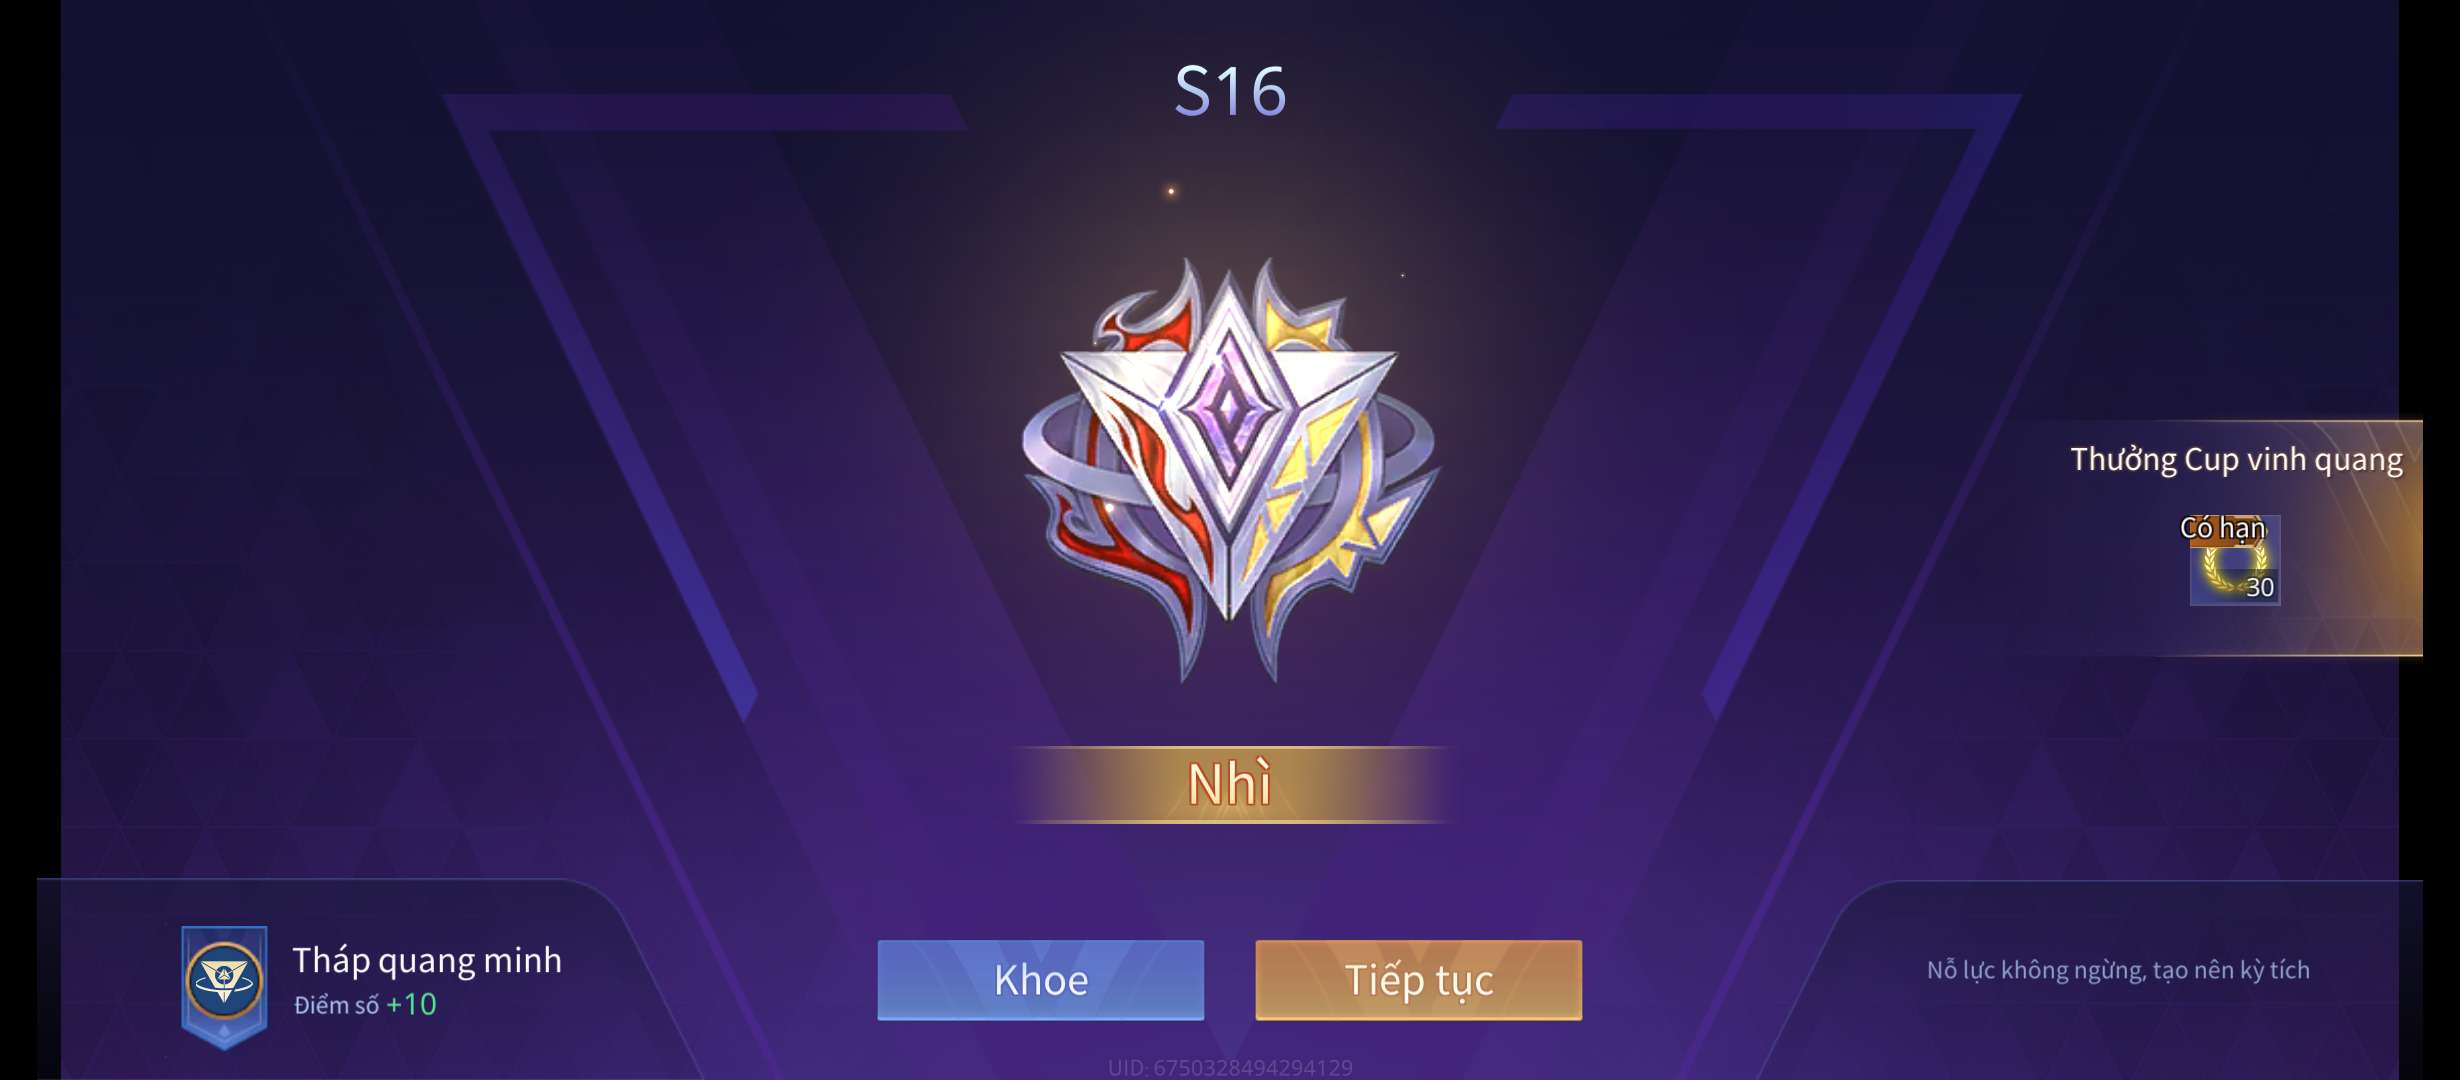 S16
Thưởng Cup vinh quang
Có hạn
30
Nhì
Tháp quang minh
Điểm số +10
Khoe
Tiếp tục
Nỗ lực không ngừng, tạo nên kỳ tích
UID: 6750328494294129